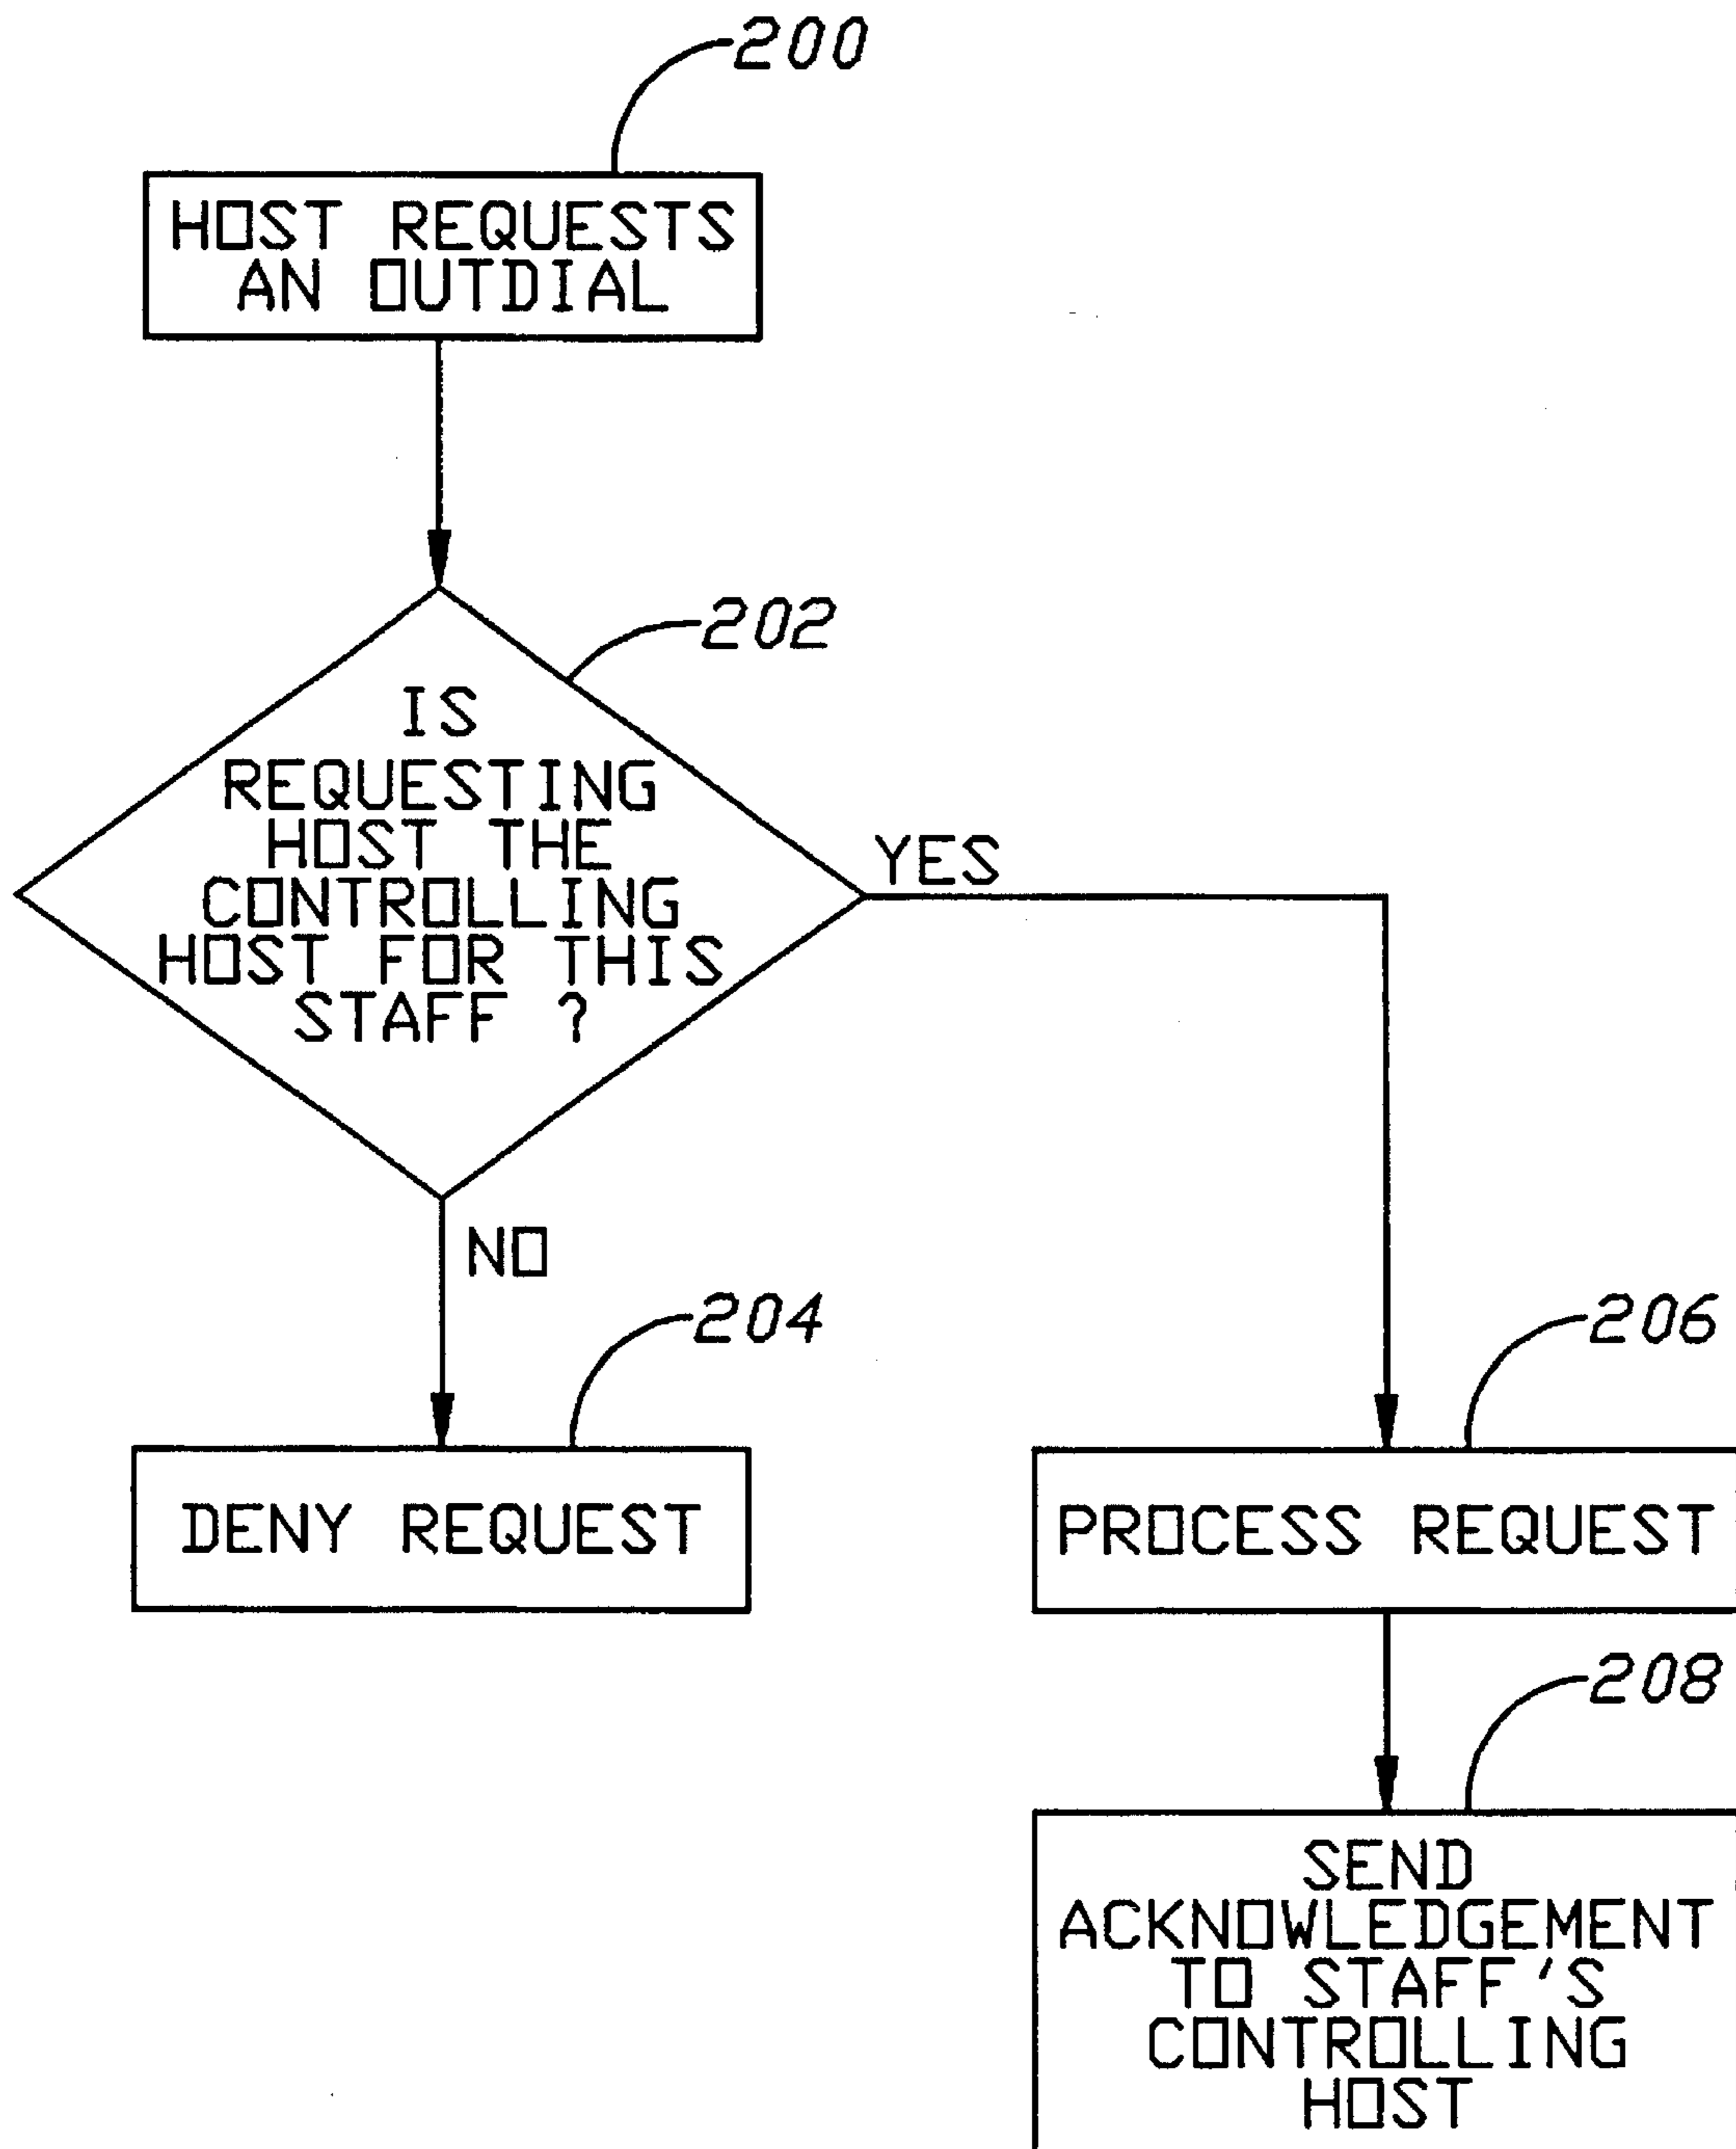 200
HOST REQUESTS
AN OUTDIAL
202
IS
REQUESTING
HOST THE
CONTROLLING
HOST FOR THIS
STAFF ?
YES
NO
204
DENY REQUEST
206
PROCESS REQUEST
208
SEND
ACKNOWLEDGEMENT
TO STAFF'S
CONTROLLING
HOST